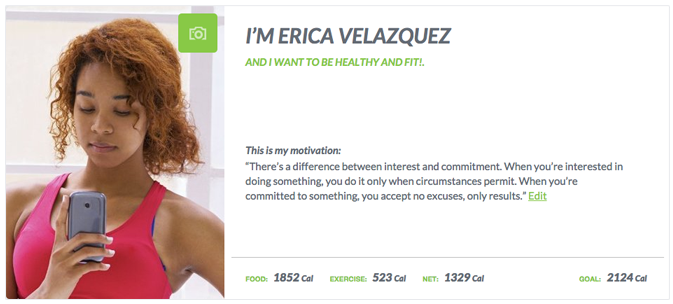 I'M ERICA VELAZQUEZ
AND I WANT TO BE HEALTHY AND FIT!.
This is my motivation:
“There’s a difference between interest and commitment. When you’re interested in
doing something, you do it only when circumstances permit. When you’re
committed to something, you accept no excuses, only results.” Edit
FOOD: 1852 Cal EXERCISE: 523 Cal NET: 1329 Cal GOAL: 2124 Cal